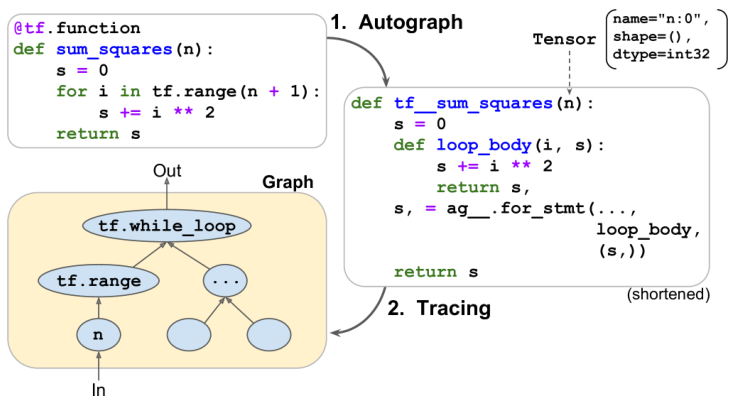 @tf.function
def sum_squares(n):
    s = 0
    for i in tf.range(n + 1):
        s += i ** 2
    return s
1. Autograph
Tensor
name="n:0",
shape=(),
dtype=int32
def tf__sum_squares(n):
    s = 0
    def loop_body(i, s):
        s += i ** 2
        return s,
    s, = ag__.for_stmt(...,
                       loop_body,
                       (s,))
    return s
(shortened)
2. Tracing
Out
Graph
tf.while_loop
tf.range
...
n
In